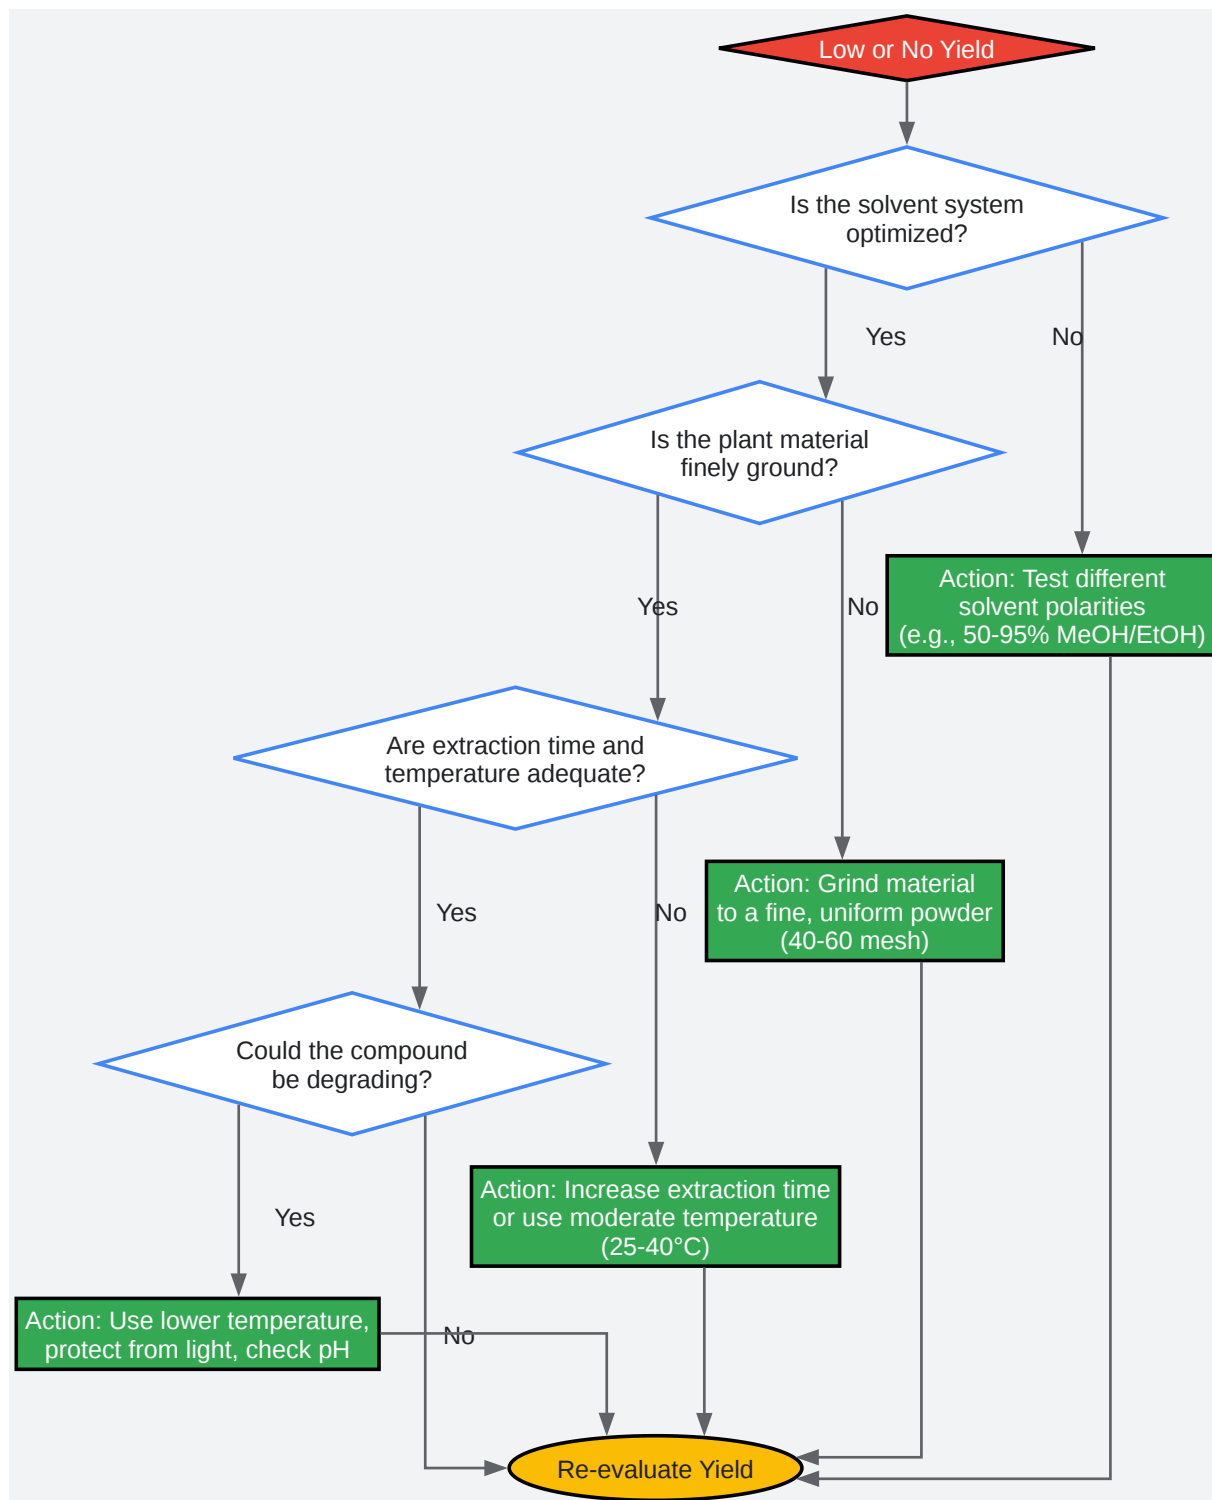 Low or No Yield
Is the solvent system
optimized?
Yes
No
Is the plant material
finely ground?
Action: Test different
solvent polarities
(e.g., 50-95% MeOH/EtOH)
Yes
No
Are extraction time and
temperature adequate?
Action: Grind material
to a fine, uniform powder
(40-60 mesh)
Yes
No
Could the compound
be degrading?
Action: Increase extraction time
or use moderate temperature
(25-40°C)
Yes
Action: Use lower temperature,
protect from light, check pH
No
Re-evaluate Yield